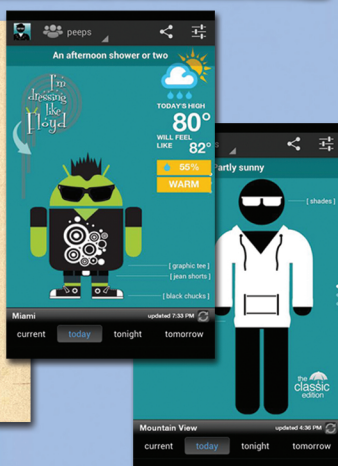 peeps
An afternoon shower or two
I'm
dressing
like
Floyd
TODAY'S HIGH
80°
WILL FEEL
LIKE 82°
55%
WARM
[ graphic tee ]
[ jean shorts ]
[ black chucks ]
Miami
updated 7:33 PM
current today tonight tomorrow
s
Partly sunny
[ shades ]
the
classic
edition
Mountain View
updated 4:36 PM
current today tonight tomorrow